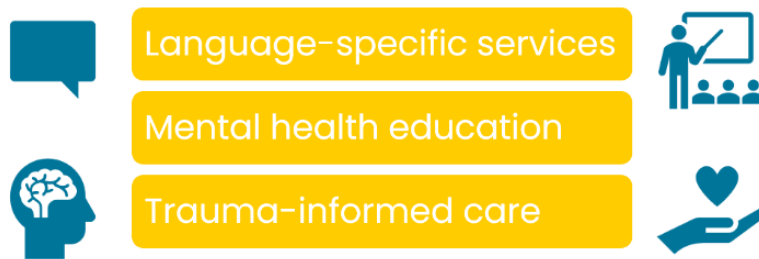 Language-specific services
Mental health education
Trauma-informed care